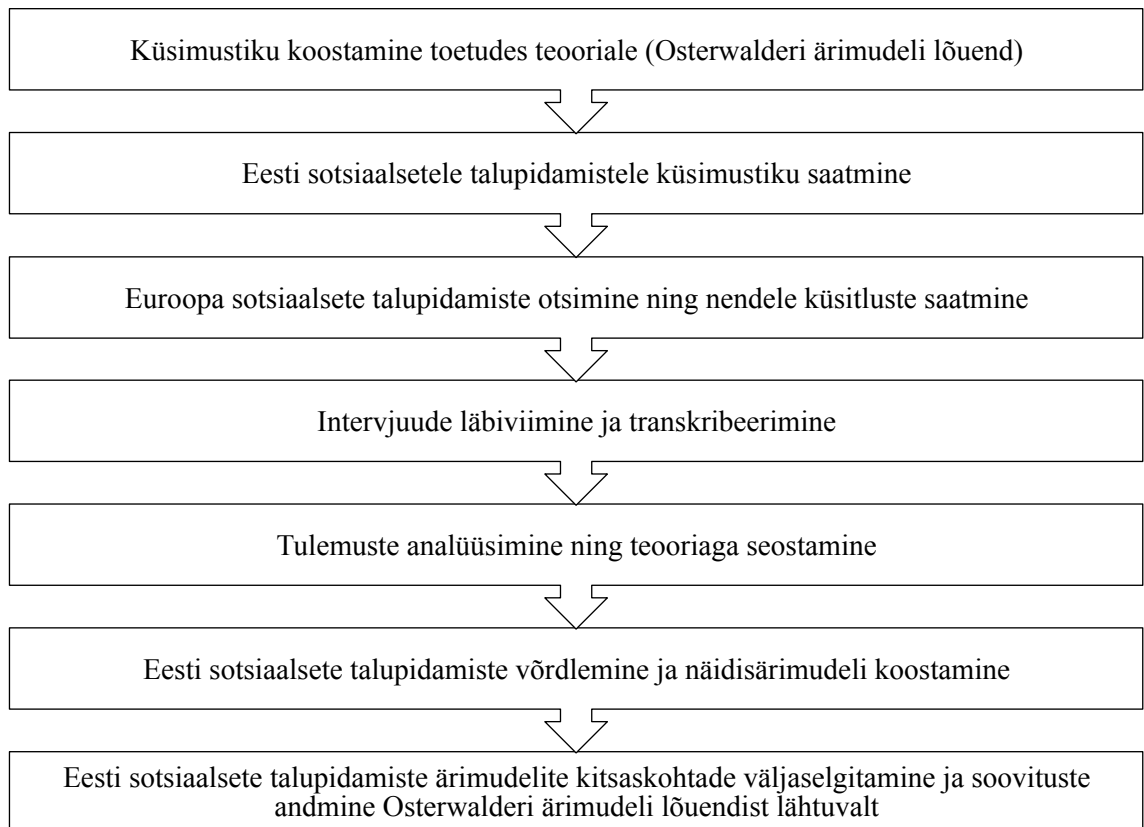 Küsimustiku koostamine toetudes teooriale (Osterwalderi ärimudeli lõuend)
Eesti sotsiaalsetele talupidamistele küsimustiku saatmine
Euroopa sotsiaalsete talupidamiste otsimine ning nendele küsitluste saatmine
Intervjuude läbiviimine ja transkribeerimine
Tulemuste analüüsimine ning teooriaga seostamine
Eesti sotsiaalsete talupidamiste võrdlemine ja näidisärimudeli koostamine
Eesti sotsiaalsete talupidamiste ärimudelite kitsaskohtade väljaselgitamine ja soovituste
andmine Osterwalderi ärimudeli lõuendist lähtuvalt